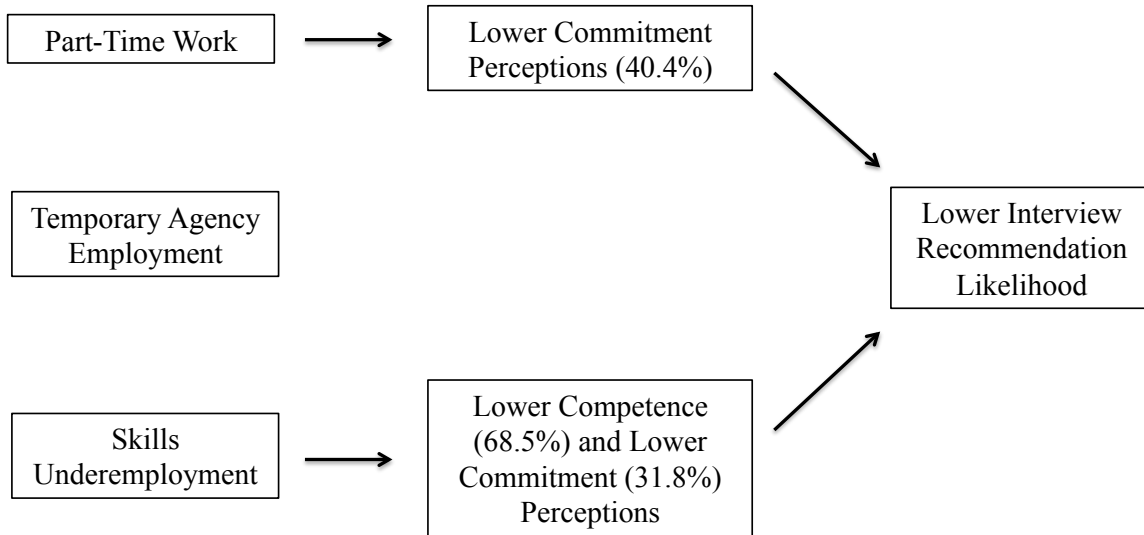 Part-Time Work
Lower Commitment
Perceptions (40.4%)
Temporary Agency
Employment
Lower Interview
Recommendation
Likelihood
Skills
Underemployment
Lower Competence
(68.5%) and Lower
Commitment (31.8%)
Perceptions